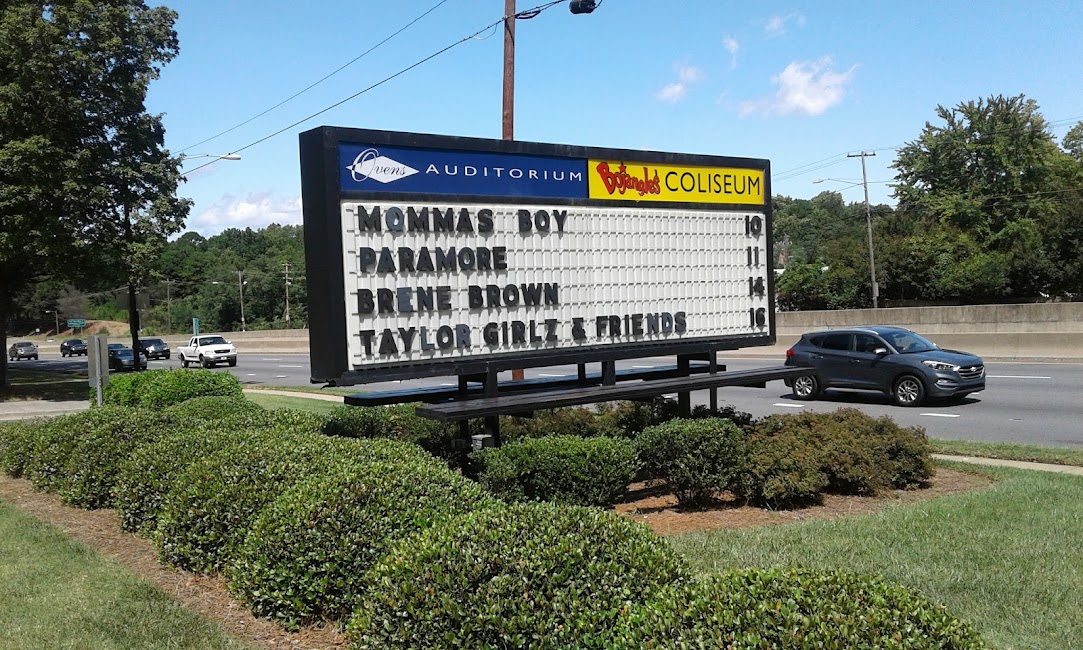 Ovens AUDITORIUM Bojangles' COLISEUM
MOMMAS BOY 10
PARAMORE 11
BRENE BROWN 14
TAYLOR GIRLZ & FRIENDS 16